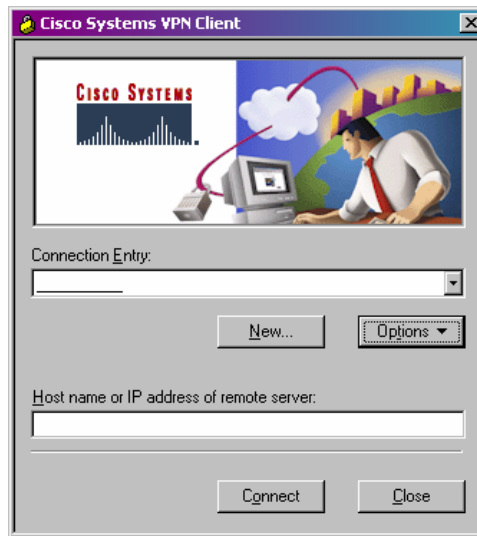 Cisco Systems VPN Client
CISCO SYSTEMS
Connection Entry:
New...
Options
Host name or IP address of remote server:
Connect
Close